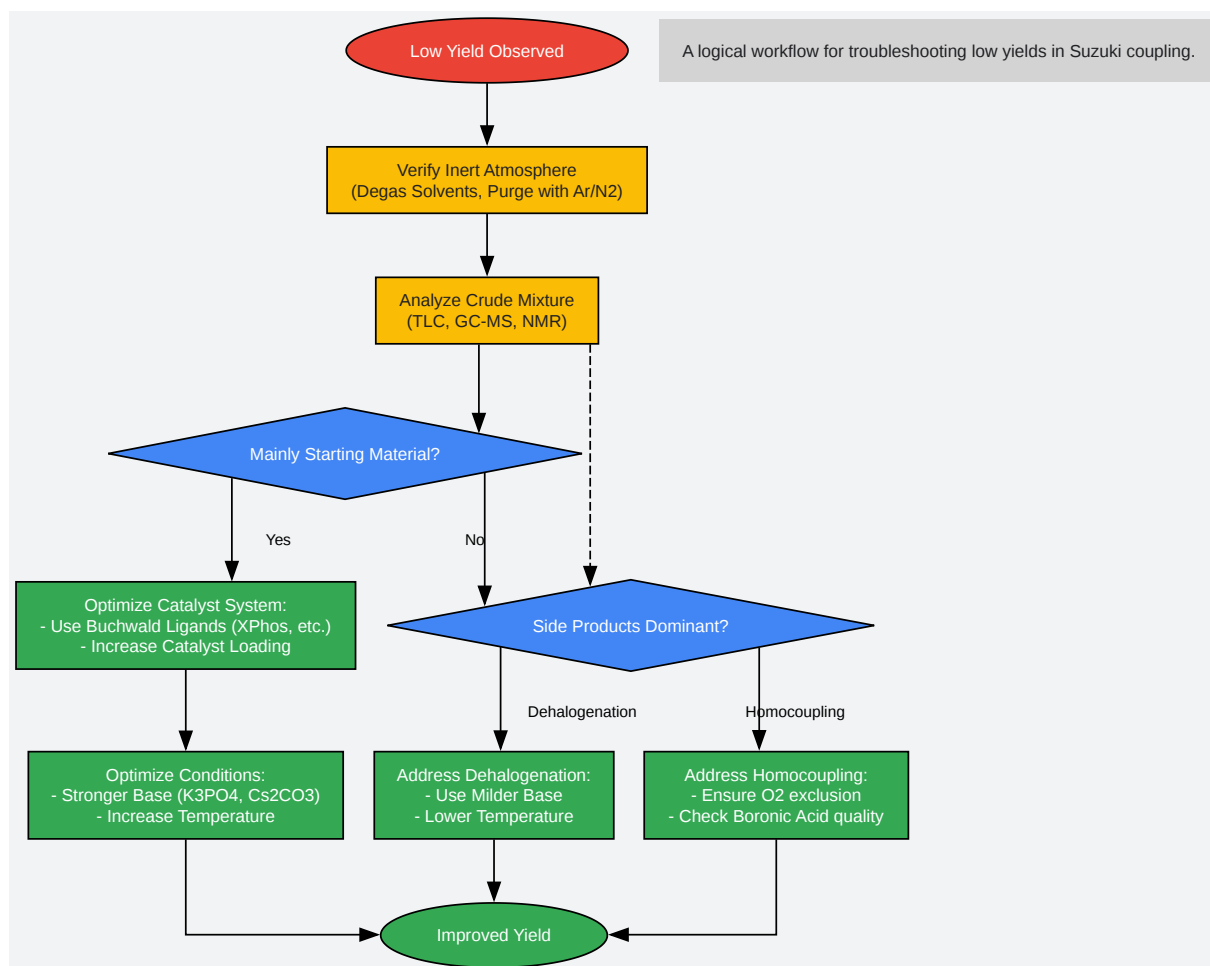 Low Yield Observed
A logical workflow for troubleshooting low yields in Suzuki coupling.
Verify Inert Atmosphere
(Degas Solvents, Purge with Ar/N2)
Analyze Crude Mixture
(TLC, GC-MS, NMR)
Mainly Starting Material?
Yes
No
Optimize Catalyst System:
- Use Buchwald Ligands (XPhos, etc.)
- Increase Catalyst Loading
Side Products Dominant?
Dehalogenation
Homocoupling
Optimize Conditions:
- Stronger Base (K3PO4, Cs2CO3)
- Increase Temperature
Address Dehalogenation:
- Use Milder Base
- Lower Temperature
Address Homocoupling:
- Ensure O2 exclusion
- Check Boronic Acid quality
Improved Yield